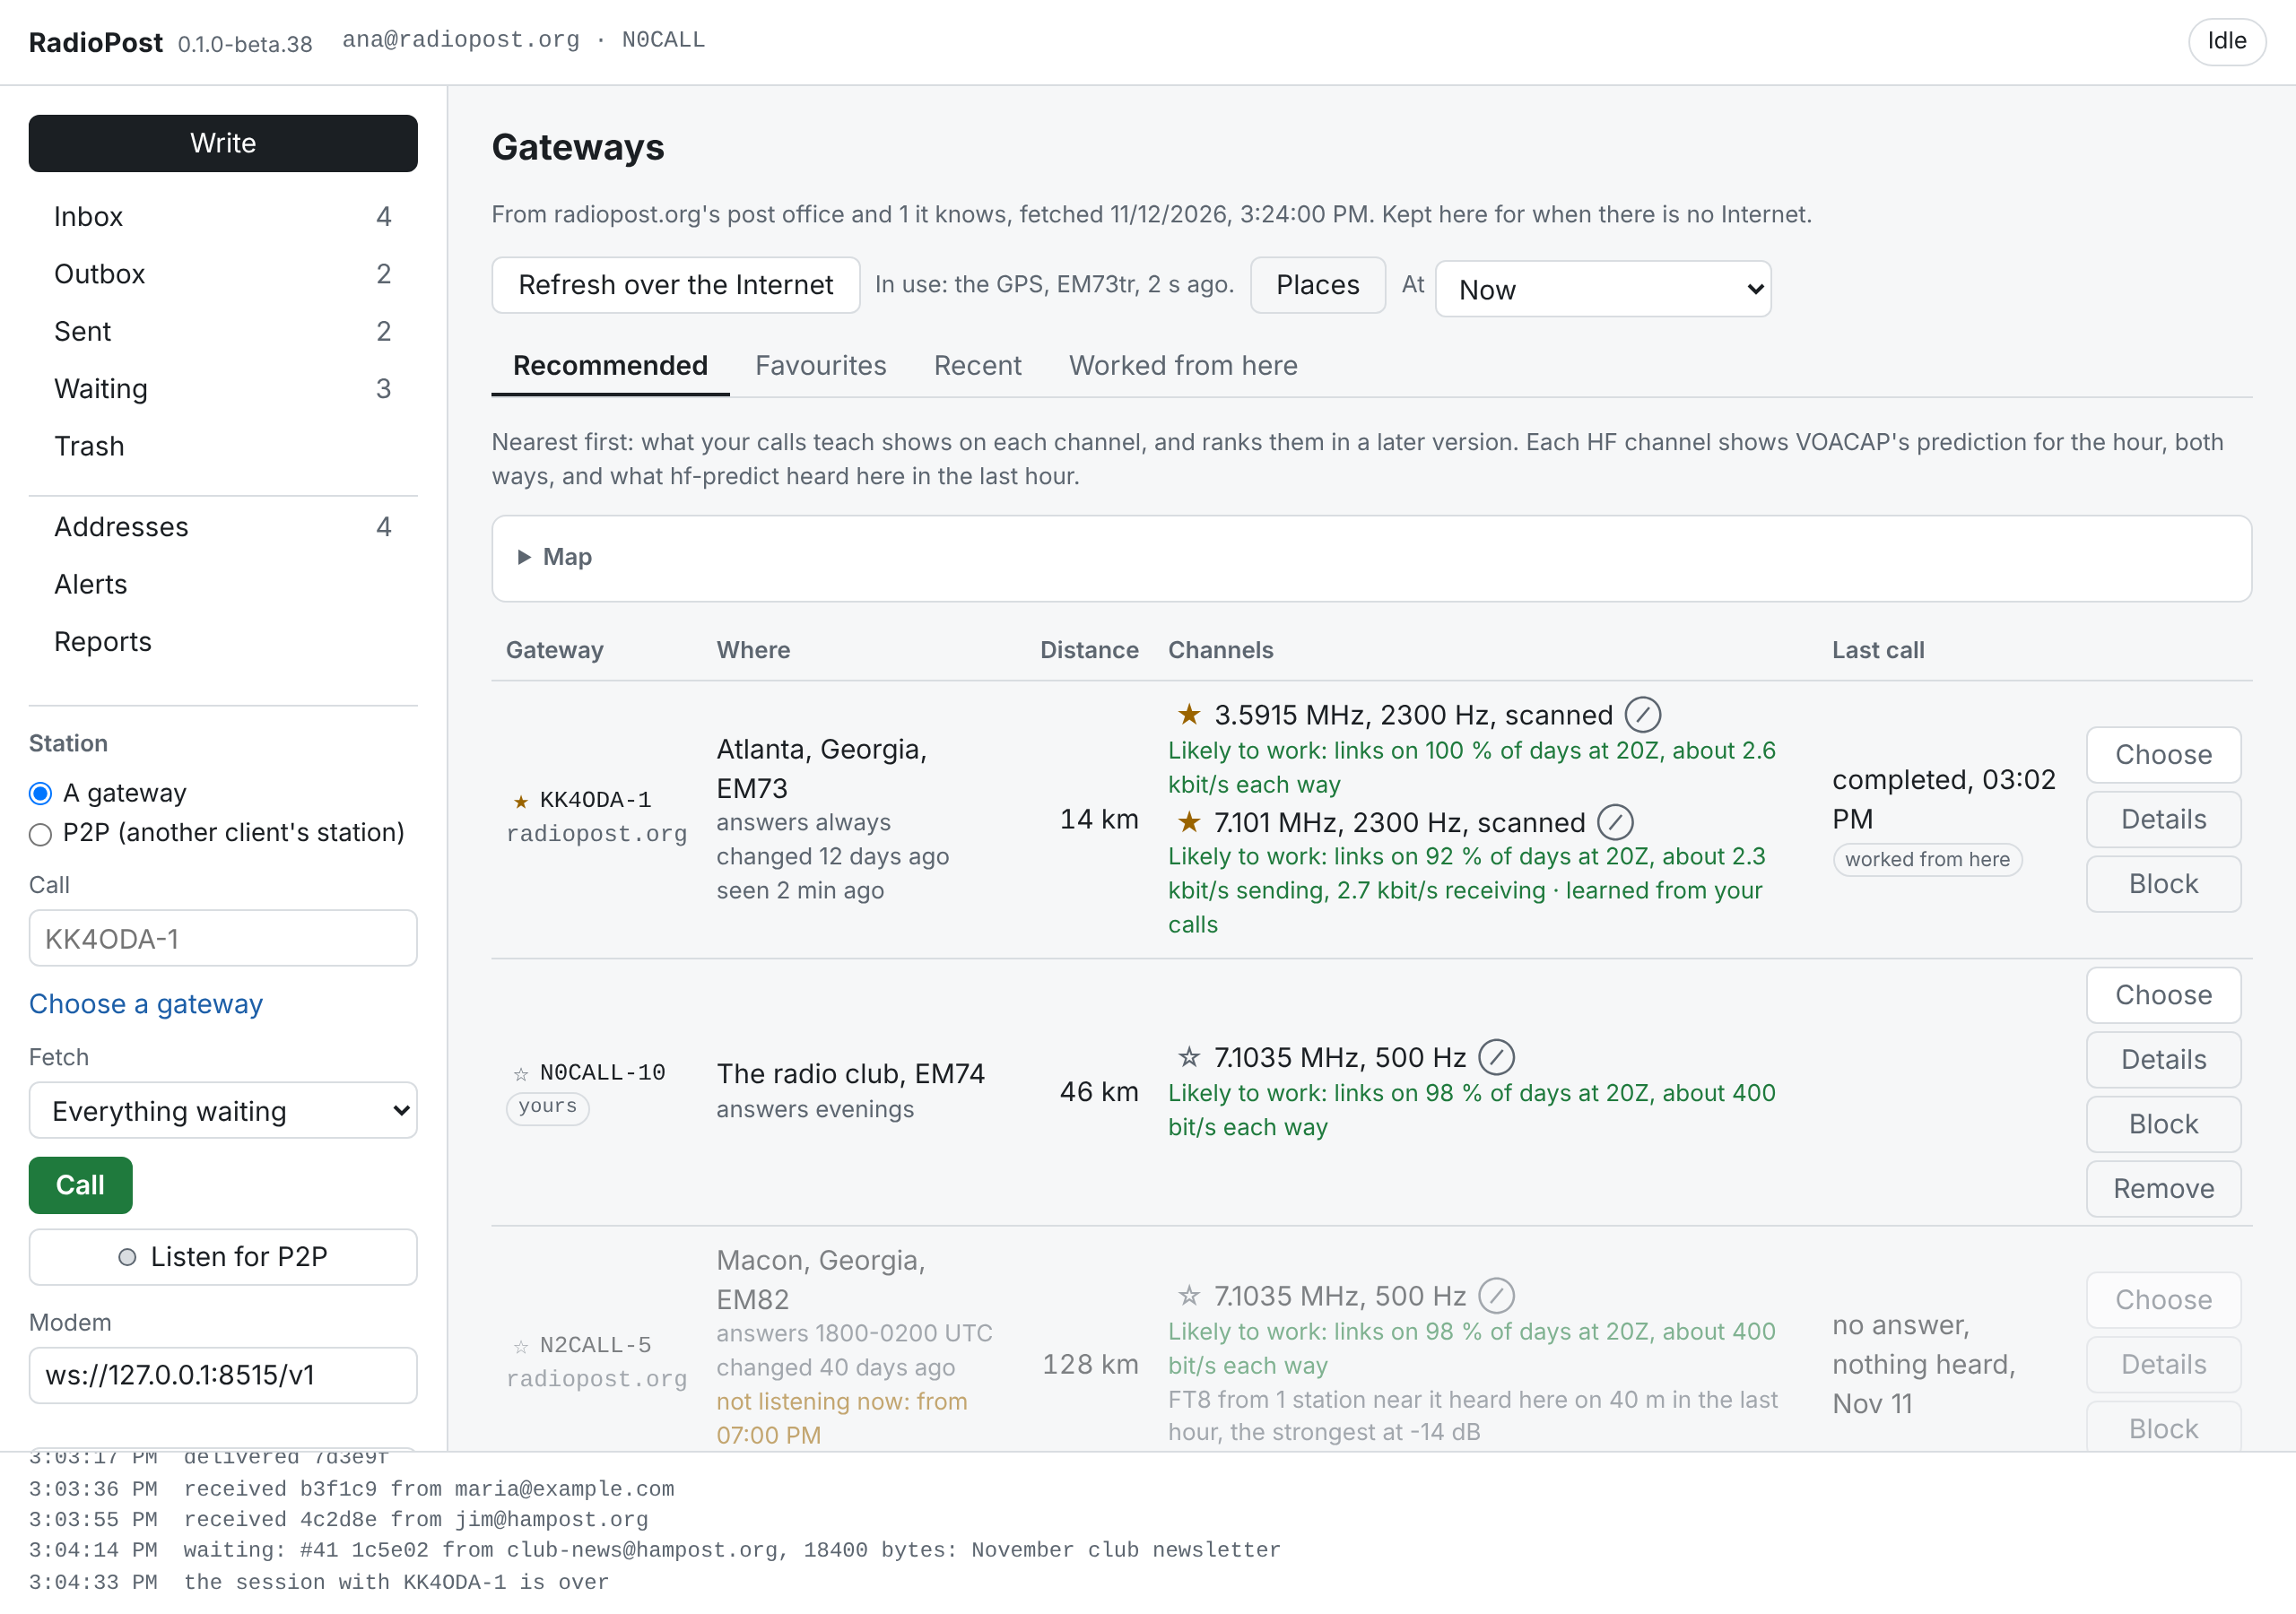 RadioPost 0.1.0-beta.38 ana@radiopost.org · N0CALL
Idle
Write
Inbox 4
Outbox 2
Sent 2
Waiting 3
Trash
Addresses 4
Alerts
Reports
Station
A gateway
P2P (another client's station)
Call
KK4ODA-1
Choose a gateway
Fetch
Everything waiting
Call
Listen for P2P
Modem
ws://127.0.0.1:8515/v1
Gateways
From radiopost.org's post office and 1 it knows, fetched 11/12/2026, 3:24:00 PM. Kept here for when there is no Internet.
Refresh over the Internet In use: the GPS, EM73tr, 2 s ago. Places At Now
Recommended Favourites Recent Worked from here
Nearest first: what your calls teach shows on each channel, and ranks them in a later version. Each HF channel shows VOACAP's prediction for the hour, both
ways, and what hf-predict heard here in the last hour.
Map
Gateway Where Distance Channels Last call
★ KK4ODA-1
radiopost.org
Atlanta, Georgia,
EM73
answers always
changed 12 days ago
seen 2 min ago
14 km
★ 3.5915 MHz, 2300 Hz, scanned
Likely to work: links on 100 % of days at 20Z, about 2.6
kbit/s each way
★ 7.101 MHz, 2300 Hz, scanned
Likely to work: links on 92 % of days at 20Z, about 2.3
kbit/s sending, 2.7 kbit/s receiving · learned from your
calls
completed, 03:02
PM
worked from here
Choose
Details
Block
☆ N0CALL-10
yours
The radio club, EM74
answers evenings
46 km
☆ 7.1035 MHz, 500 Hz
Likely to work: links on 98 % of days at 20Z, about 400
bit/s each way
Choose
Details
Block
Remove
☆ N2CALL-5
radiopost.org
Macon, Georgia,
EM82
answers 1800-0200 UTC
changed 40 days ago
not listening now: from
07:00 PM
128 km
☆ 7.1035 MHz, 500 Hz
Likely to work: links on 98 % of days at 20Z, about 400
bit/s each way
FT8 from 1 station near it heard here on 40 m in the last
hour, the strongest at -14 dB
no answer,
nothing heard,
Nov 11
Choose
Details
Block
3:03:17 PM delivered 7d3e9f
3:03:36 PM received b3f1c9 from maria@example.com
3:03:55 PM received 4c2d8e from jim@hampost.org
3:04:14 PM waiting: #41 1c5e02 from club-news@hampost.org, 18400 bytes: November club newsletter
3:04:33 PM the session with KK4ODA-1 is over